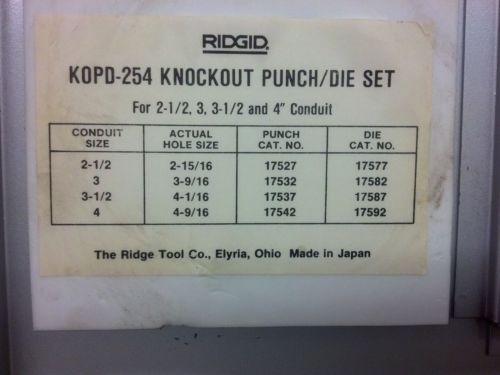 RIDGID.
KOPD-254 KNOCKOUT PUNCH/DIE SET
For 2-1/2, 3, 3-1/2 and 4" Conduit
CONDUIT SIZE ACTUAL HOLE SIZE PUNCH CAT. NO. DIE CAT. NO.
2-1/2 2-15/16 17527 17577
3 3-9/16 17532 17582
3-1/2 4-1/16 17537 17587
4 4-9/16 17542 17592
The Ridge Tool Co., Elyria, Ohio Made in Japan